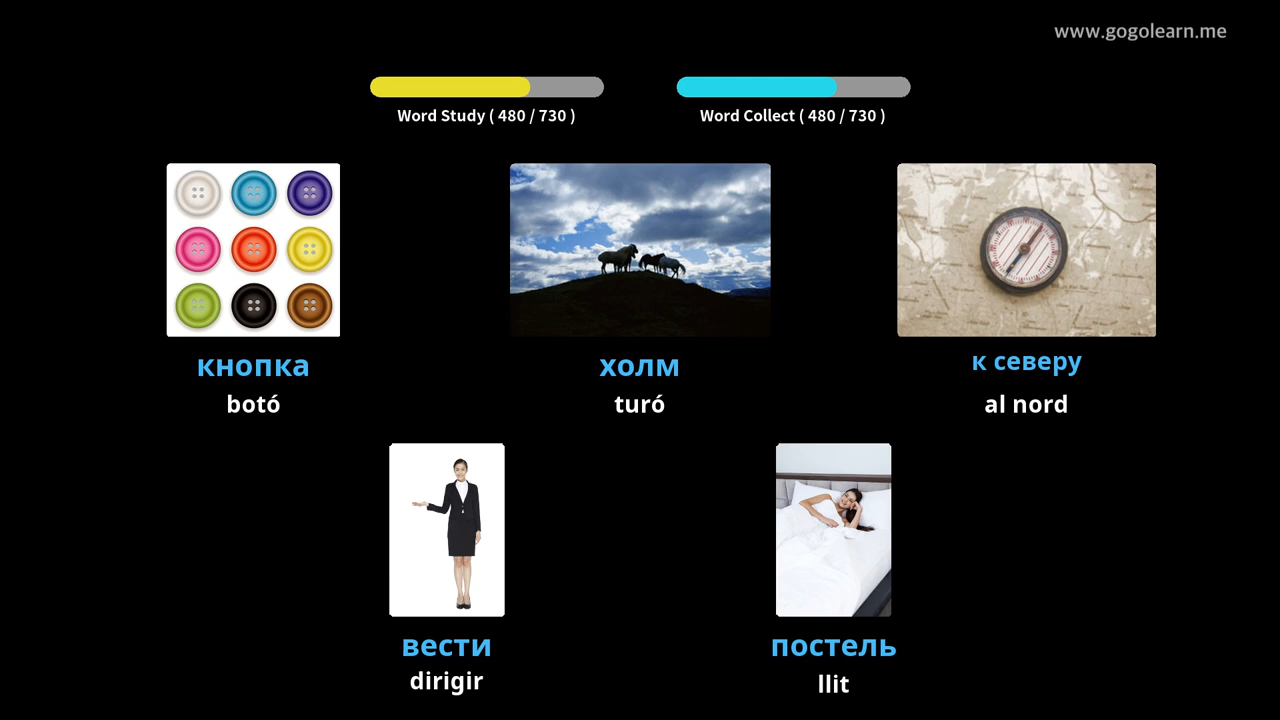 www.gogolearn.me
Word Study ( 480 / 730 )
Word Collect ( 480 / 730 )
кнопка
botó
холм
turó
к северу
al nord
вести
dirigir
постель
llit